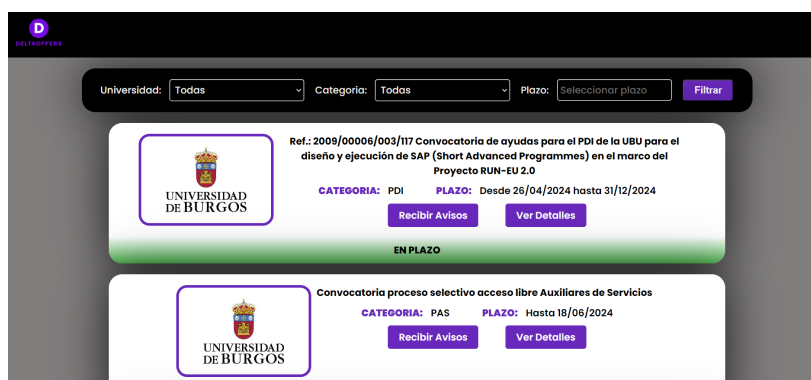 D
DELTAOFFERS
Universidad: Todas Categoria: Todas Plazo: Seleccionar plazo Filtrar
Ref.: 2009/00006/003/117 Convocatoria de ayudas para el PDI de la UBU para el
diseño y ejecución de SAP (Short Advanced Programmes) en el marco del
Proyecto RUN-EU 2.0
UNIVERSIDAD
DE BURGOS
CATEGORIA: PDI PLAZO: Desde 26/04/2024 hasta 31/12/2024
Recibir Avisos Ver Detalles
EN PLAZO
Convocatoria proceso selectivo acceso libre Auxiliares de Servicios
CATEGORIA: PAS PLAZO: Hasta 18/06/2024
Recibir Avisos Ver Detalles
UNIVERSIDAD
DE BURGOS